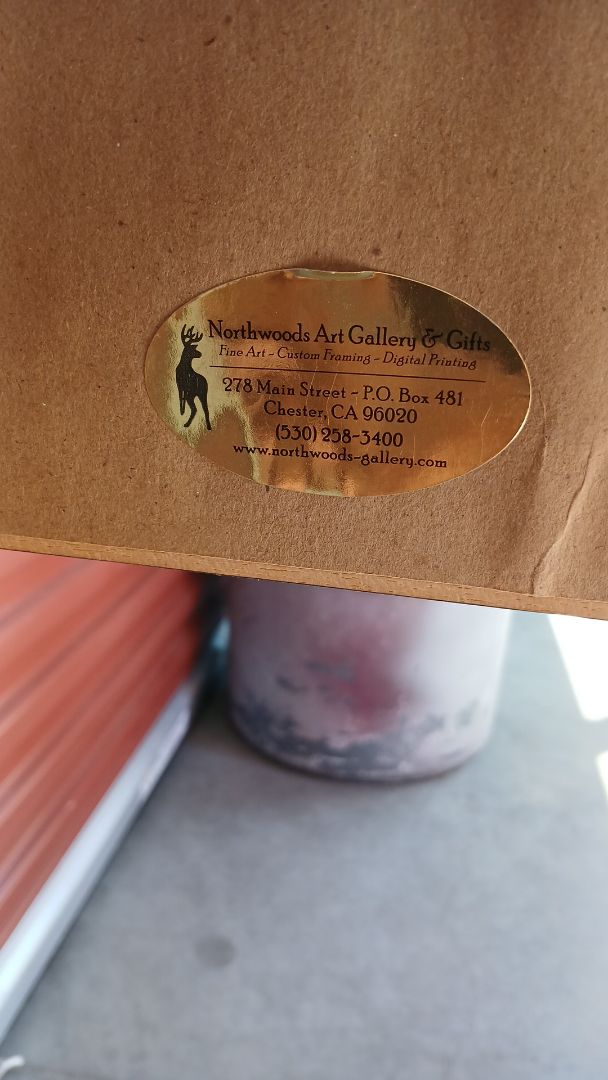 Northwoods Art Gallery & Gifts
Fine Art - Custom Framing - Digital Printing
278 Main Street - P.O. Box 481
Chester, CA 96020
(530) 258-3400
www.northwoods-gallery.com